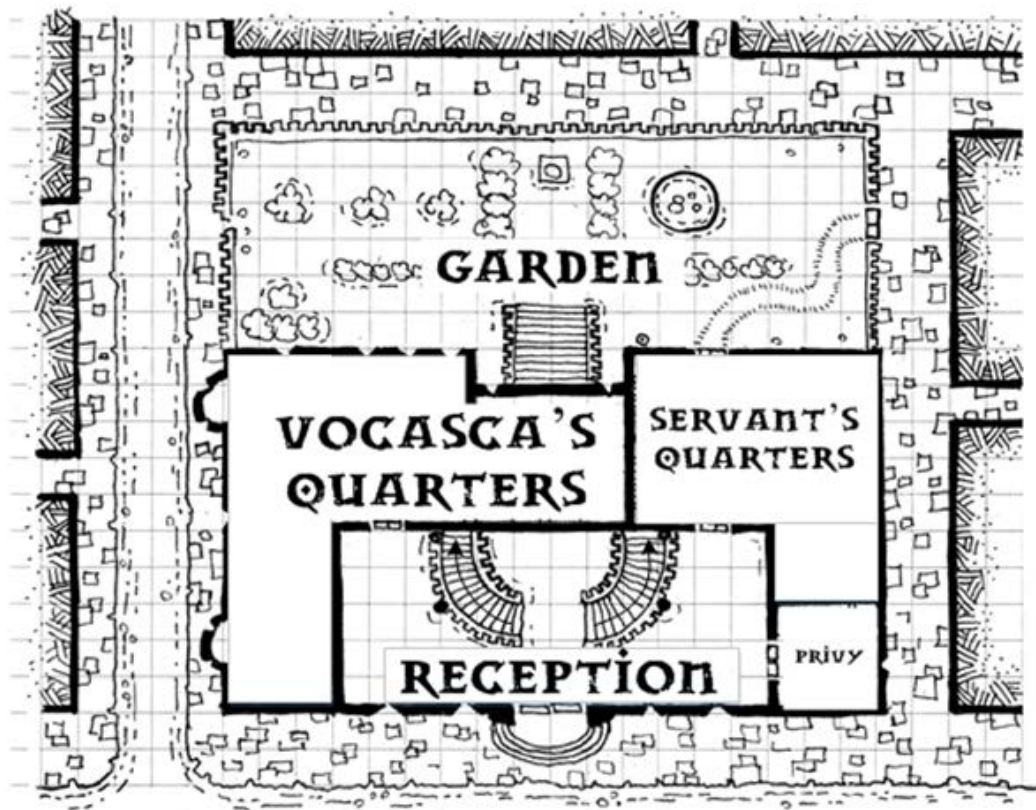 GARDEN
VOCASCA'S
QUARTERS
SERVANT'S
QUARTERS
PRIVY
RECEPTION